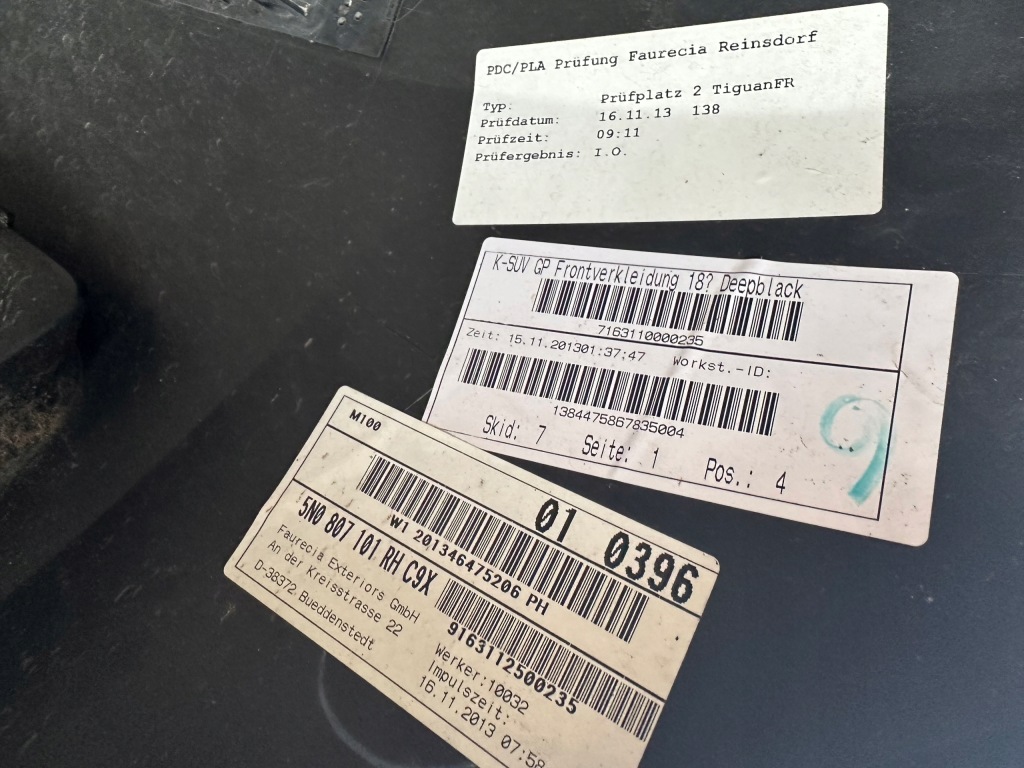 PDC/PLA Prüfung Faurecia Reinsdorf
Typ: Prüfplatz 2 TiguanFR
Prüfdatum: 16.11.13 138
Prüfzeit: 09:11
Prüfergebnis: I.O.
K-SUV GP Frontverkleidung 18? Deepblack
7163110000235
Zeit: 15.11.201301:37:47 Workst.-ID:
1384475867835004
Skid: 7 Seite: 1 Pos.: 4
9
M100
01 0396
W1 201346475206 PH
5N0 807 101 RH C9X
9163112500235
Faurecia Exteriors GmbH
An der Kreisstrasse 22
D-38372 Bueddenstedt
Werker:10032
Impulszeit:
16.11.2013 07:58